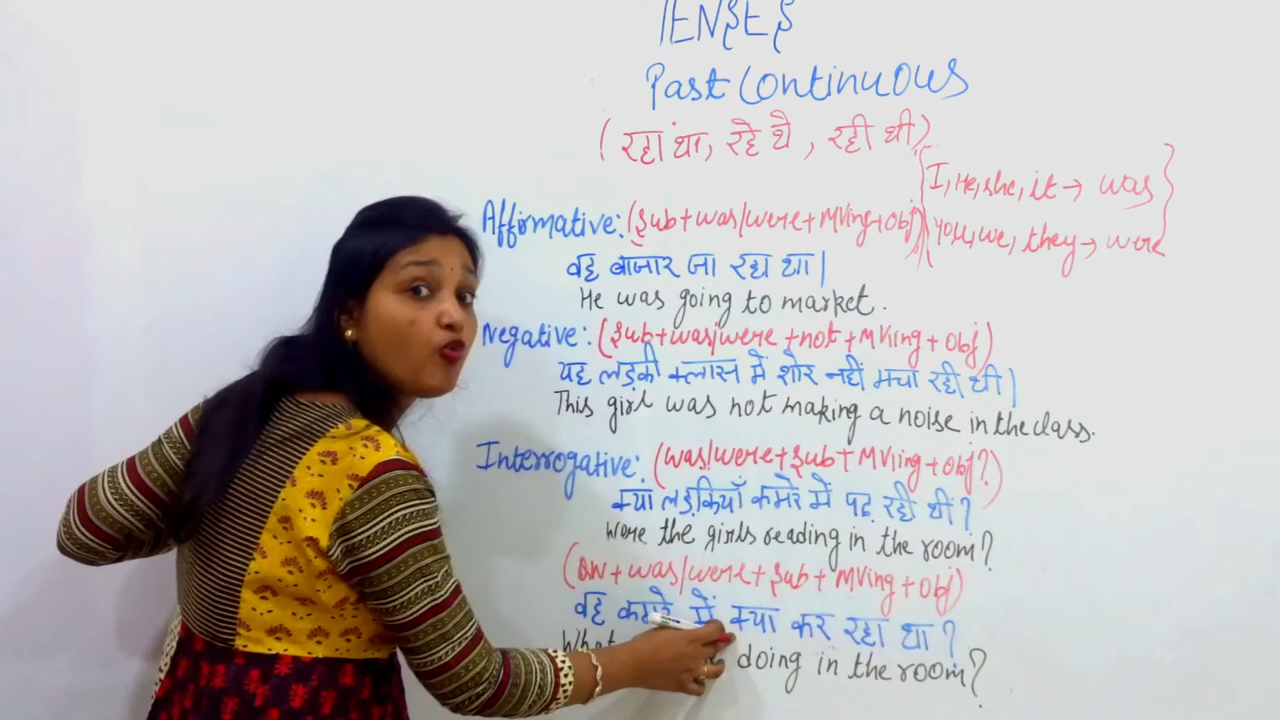 TENSES
Past Continuous
(रहा था, रहे थे, रही थी)
I, He, she, it → was
You, we, they → were
Affirmative: (Sub+was/were+MVing+Obj)
वह बाजार जा रहा था|
He was going to market.
Negative: (Sub+was/were+not+MVing+Obj)
यह लड़की क्लास में शोर नहीं मचा रही थी|
This girl was not making a noise in the class.
Interrogative: (was/were+Sub+MVing+Obj?)
क्या लड़कियाँ कमरे में पढ़ रही थीं?
Were the girls reading in the room?
(QW+was/were+Sub+MVing+Obj)
वह कमरे में क्या कर रहा था?
What doing in the room?